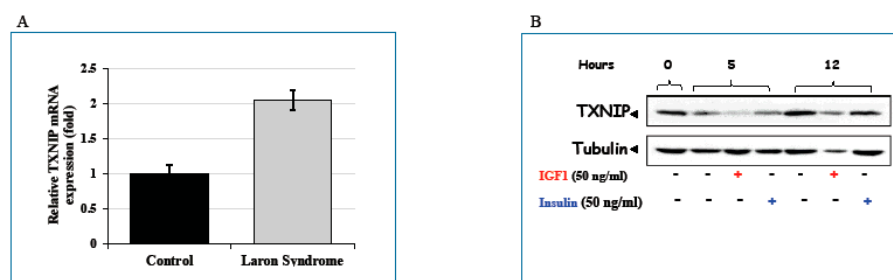 A
Relative TXNIP mRNA
expression (fold)
2.5
2
1.5
1
0.5
0
Control Laron Syndrome
B
Hours 0 5 12
TXNIP
Tubulin
IGF1 (50 ng/ml) - - + - - + -
Insulin (50 ng/ml) - - - + - - +